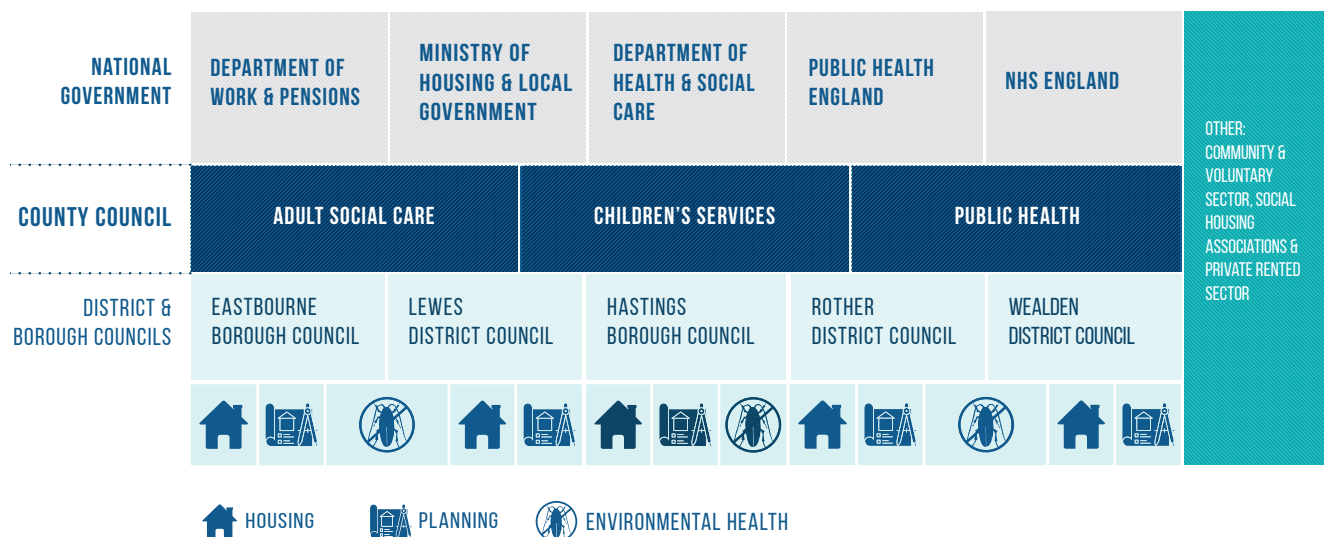 NATIONAL
GOVERNMENT
DEPARTMENT OF
WORK & PENSIONS
MINISTRY OF
HOUSING & LOCAL
GOVERNMENT
DEPARTMENT OF
HEALTH & SOCIAL
CARE
PUBLIC HEALTH
ENGLAND
NHS ENGLAND
OTHER:
COMMUNITY &
VOLUNTARY
SECTOR, SOCIAL
HOUSING
ASSOCIATIONS &
PRIVATE RENTED
SECTOR
COUNTY COUNCIL
ADULT SOCIAL CARE
CHILDREN'S SERVICES
PUBLIC HEALTH
DISTRICT &
BOROUGH COUNCILS
EASTBOURNE
BOROUGH COUNCIL
LEWES
DISTRICT COUNCIL
HASTINGS
BOROUGH COUNCIL
ROTHER
DISTRICT COUNCIL
WEALDEN
DISTRICT COUNCIL
HOUSING
PLANNING
ENVIRONMENTAL HEALTH